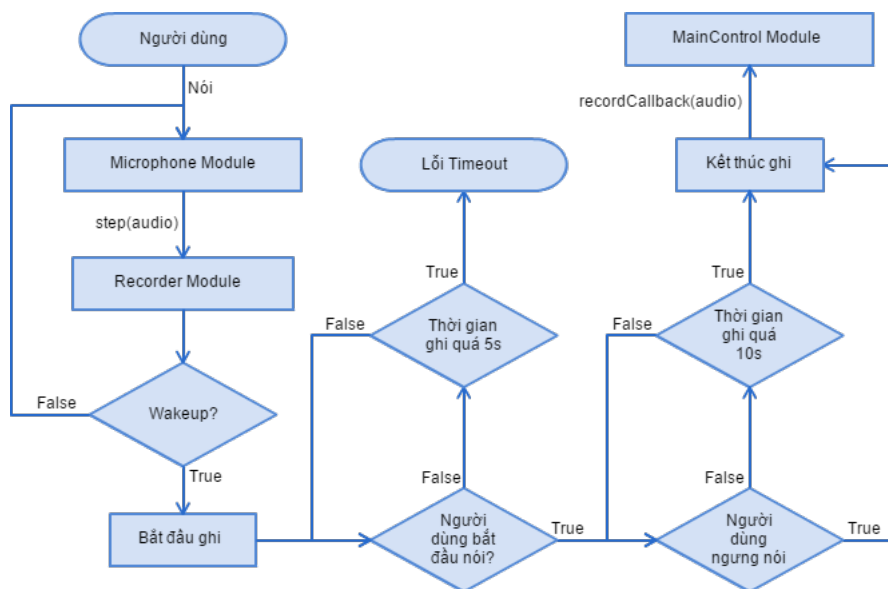 Người dùng
Nói
Microphone Module
step(audio)
Recorder Module
Wakeup?
False
True
Bắt đầu ghi
Lỗi Timeout
True
Thời gian
ghi quá 5s
False
False
Người
dùng bắt
đầu nói?
True
MainControl Module
recordCallback(audio)
Kết thúc ghi
True
Thời gian
ghi quá
10s
False
False
Người
dùng
ngưng nói
True